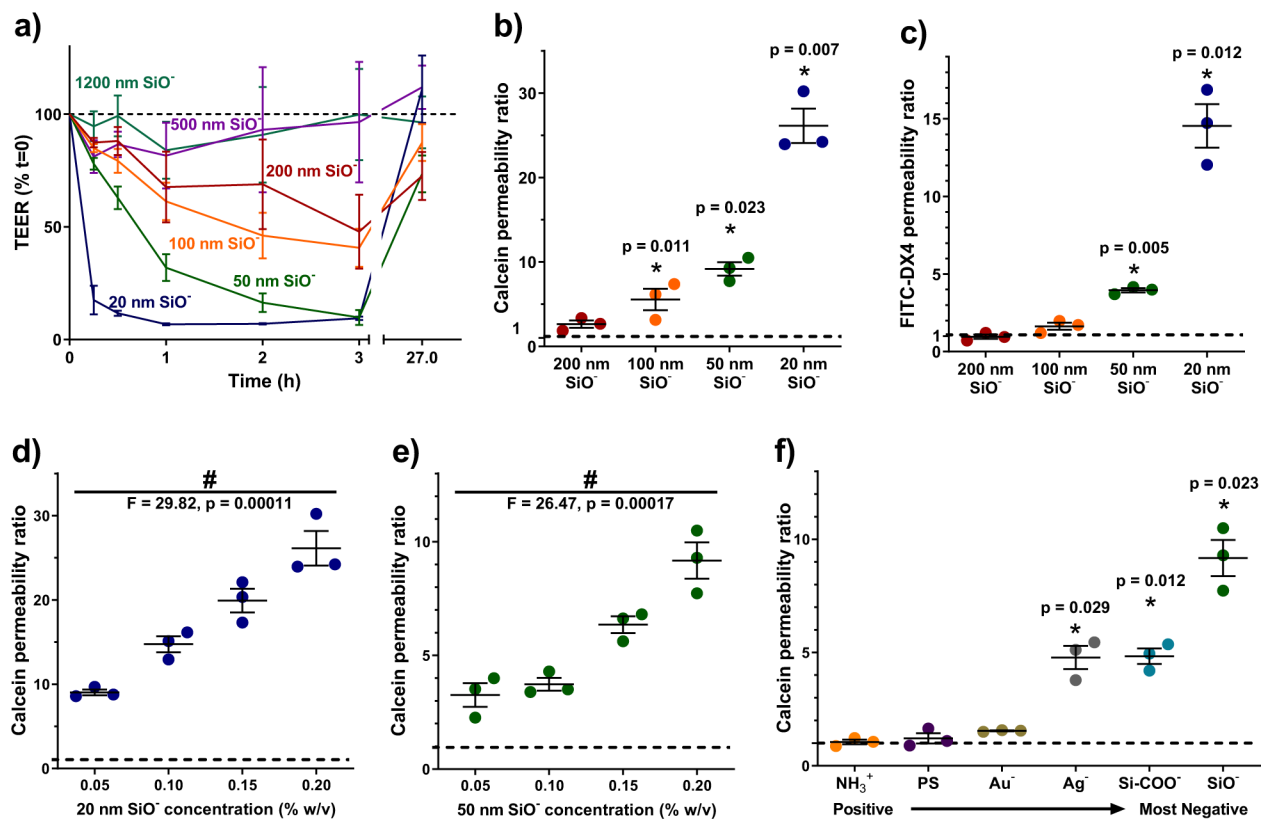 a)
TEER (% t=0)
100
50
0
1200 nm SiO⁻
500 nm SiO⁻
200 nm SiO⁻
100 nm SiO⁻
50 nm SiO⁻
20 nm SiO⁻
0 1 2 3 27.0
Time (h)
b)
Calcein permeability ratio
30
20
10
1
p = 0.011
*
p = 0.023
*
p = 0.007
*
200 nm SiO⁻
100 nm SiO⁻
50 nm SiO⁻
20 nm SiO⁻
c)
FITC-DX4 permeability ratio
15
10
5
1
0
p = 0.005
*
p = 0.012
*
200 nm SiO⁻
100 nm SiO⁻
50 nm SiO⁻
20 nm SiO⁻
d)
#
F = 29.82, p = 0.00011
Calcein permeability ratio
30
20
10
0
0.05 0.10 0.15 0.20
20 nm SiO⁻ concentration (% w/v)
e)
#
F = 26.47, p = 0.00017
Calcein permeability ratio
10
5
0
0.05 0.10 0.15 0.20
50 nm SiO⁻ concentration (% w/v)
f)
Calcein permeability ratio
10
5
1
0
p = 0.029
*
p = 0.012
*
p = 0.023
*
NH₃⁺ PS Au⁻ Ag⁻ Si-COO⁻ SiO⁻
Positive Most Negative